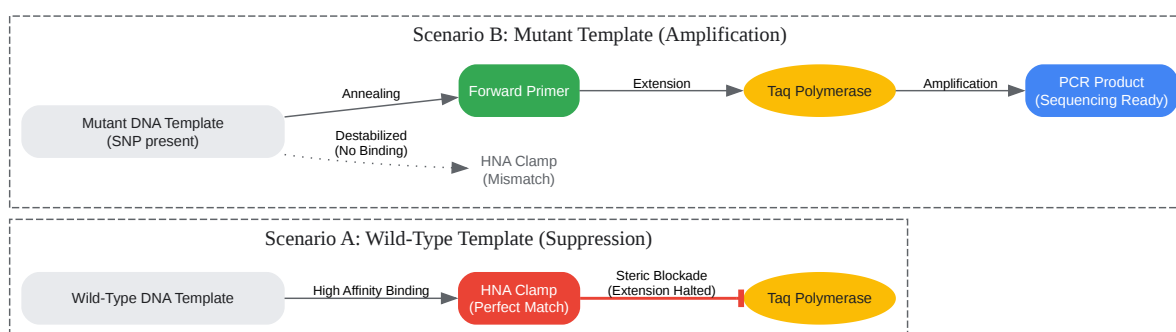 Scenario B: Mutant Template (Amplification)
Mutant DNA Template
(SNP present)
Annealing
Forward Primer
Extension
Taq Polymerase
Amplification
PCR Product
(Sequencing Ready)
Destabilized
(No Binding)
HNA Clamp
(Mismatch)
Scenario A: Wild-Type Template (Suppression)
Wild-Type DNA Template
High Affinity Binding
HNA Clamp
(Perfect Match)
Steric Blockade
(Extension Halted)
Taq Polymerase